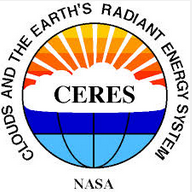 CLOUDS AND THE EARTH'S RADIANT ENERGY SYSTEM
CERES
NASA